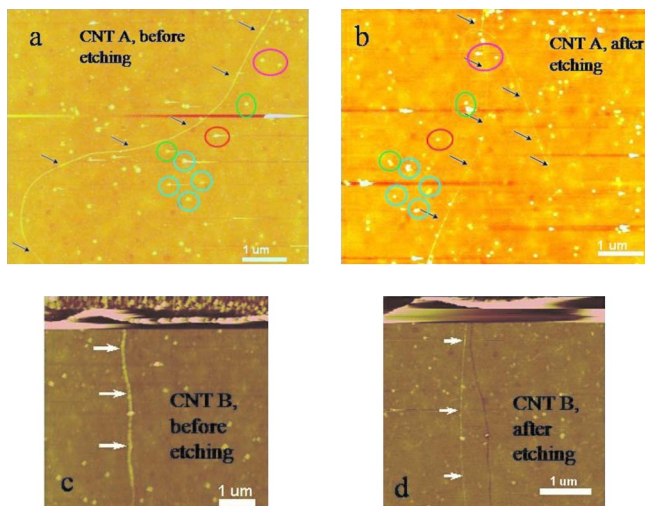 a
CNT A, before
etching
1 um
b
CNT A, after
etching
1 um
CNT B,
before
etching
c
1 um
CNT B,
after
etching
d
1 um